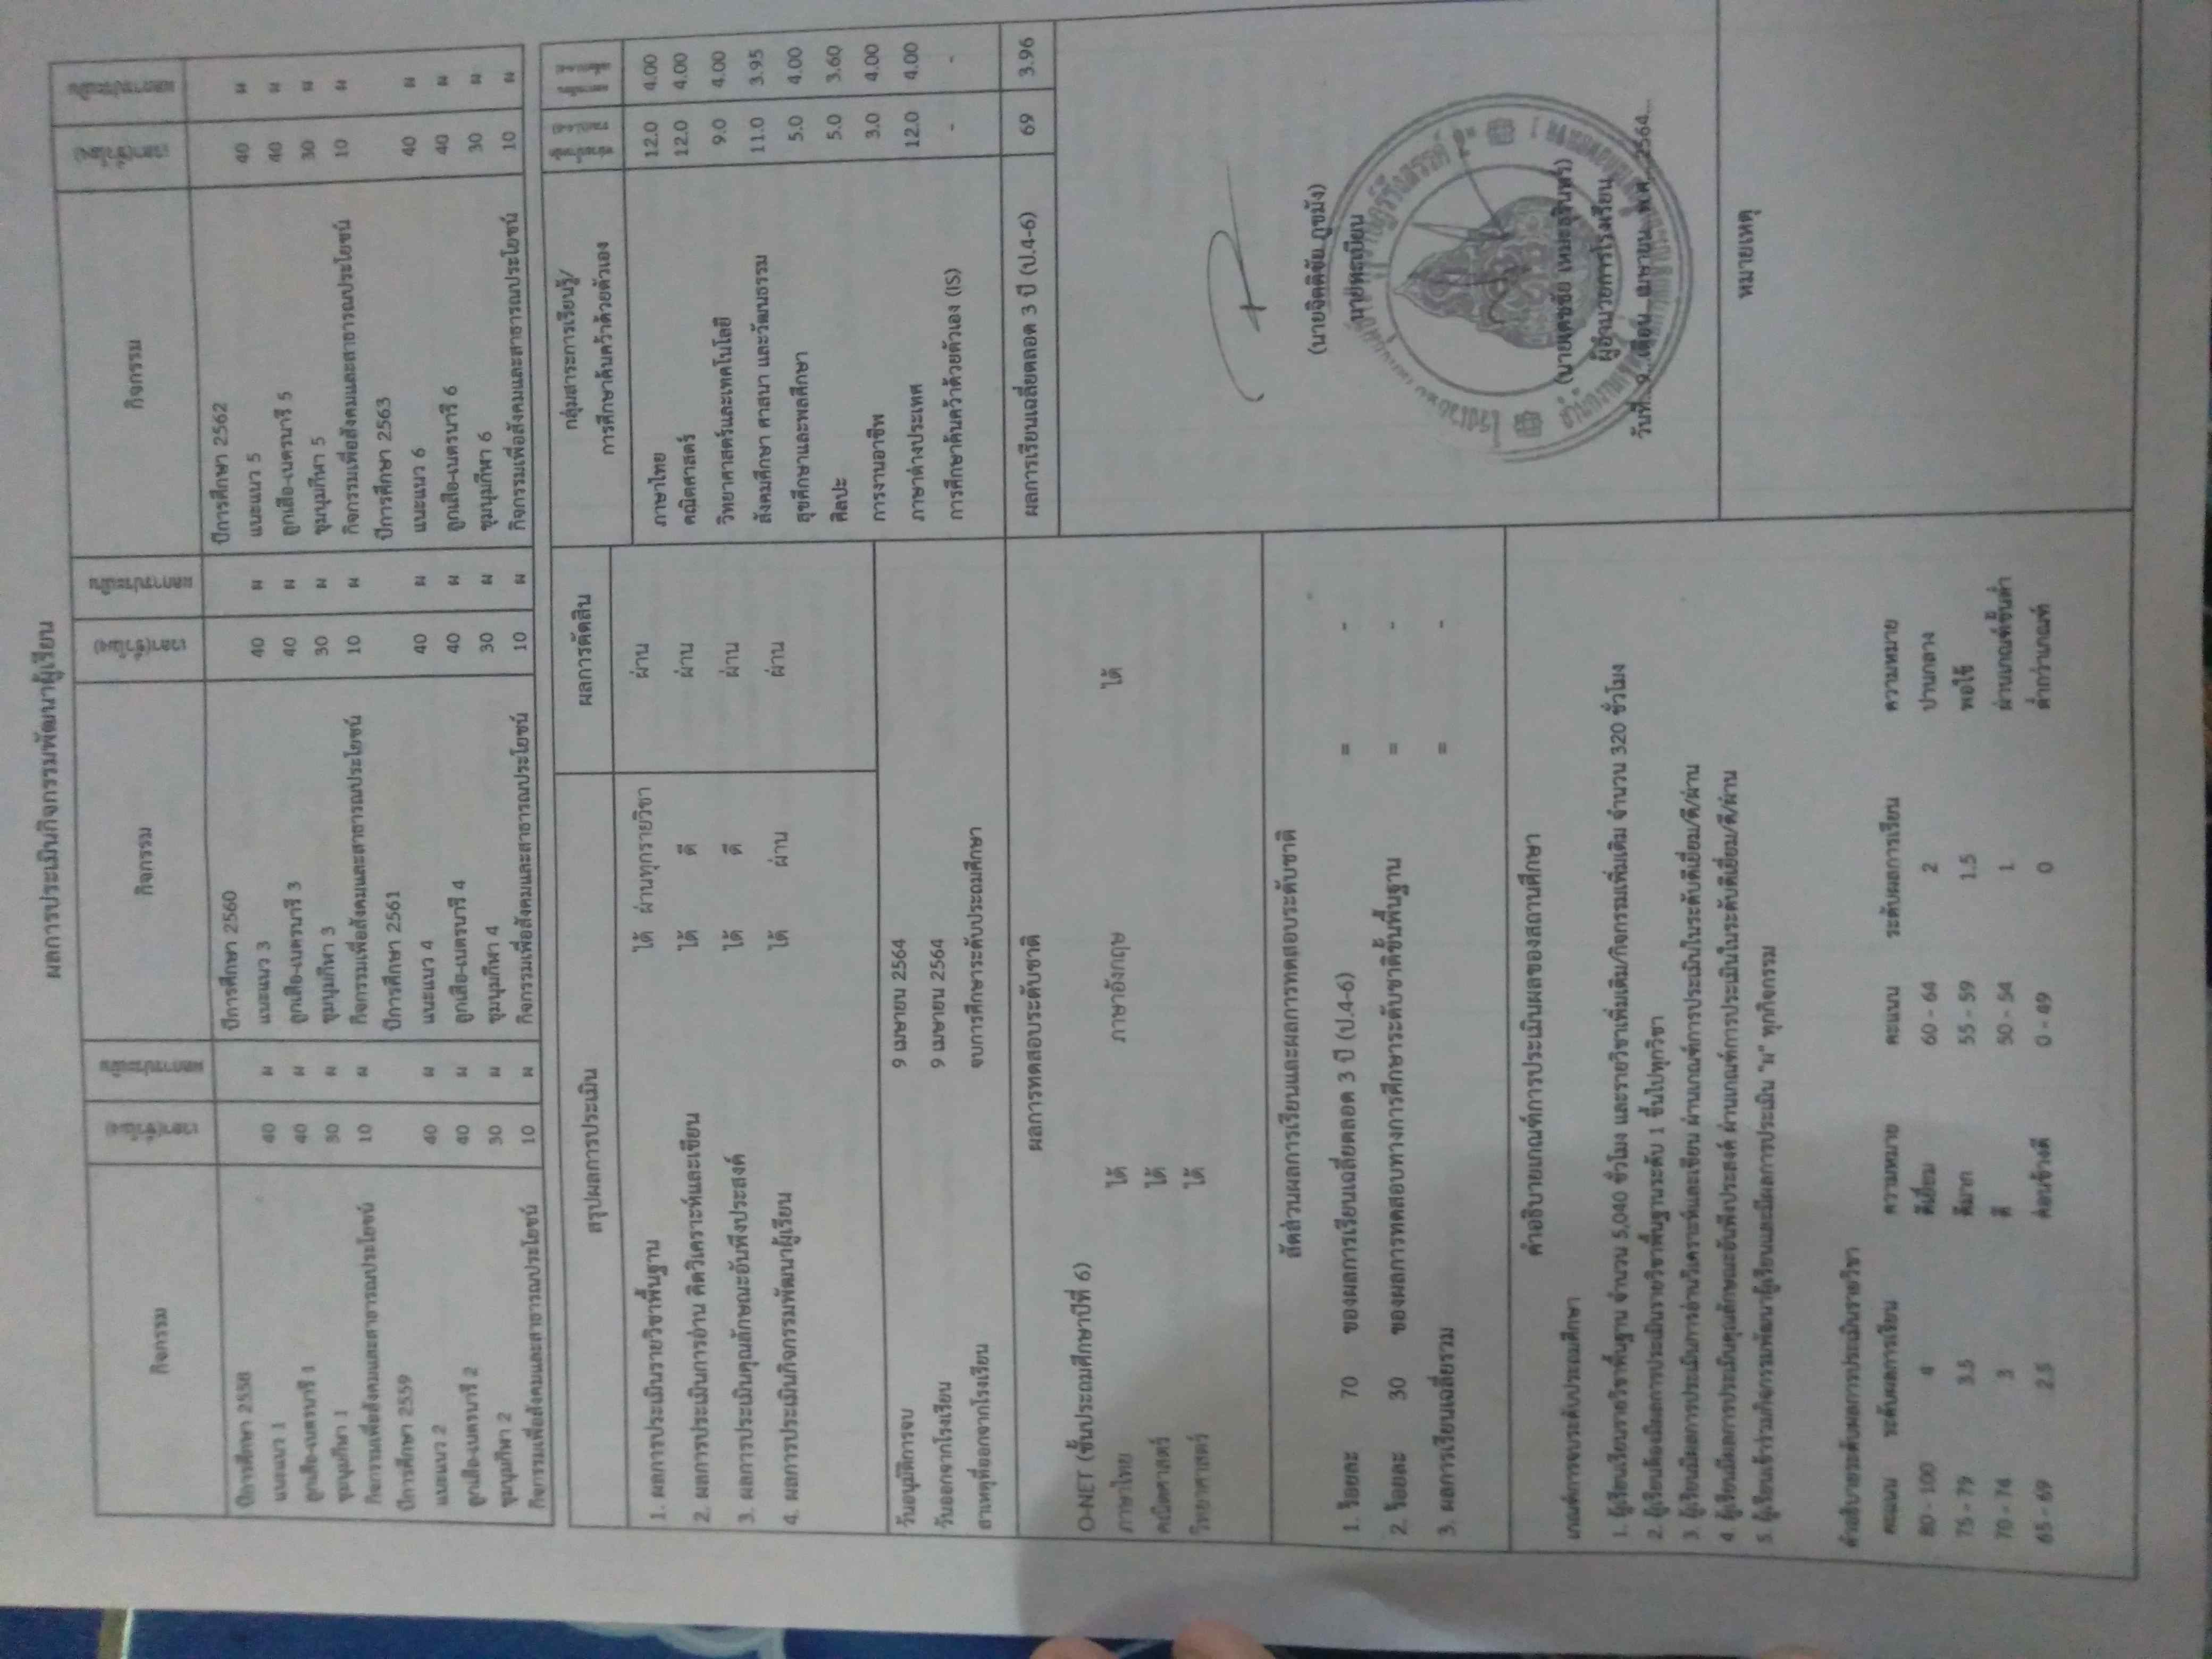 ผลการประเมินกิจกรรมพัฒนาผู้เรียน
กิจกรรม เวลา(ชั่วโมง) ผลการประเมิน กิจกรรม เวลา(ชั่วโมง) ผลการประเมิน กิจกรรม เวลา(ชั่วโมง) ผลการประเมิน
ปีการศึกษา 2558 ปีการศึกษา 2560 ปีการศึกษา 2562
แนะแนว 1 40 ผ แนะแนว 3 40 ผ แนะแนว 5 40 ผ
ลูกเสือ-เนตรนารี 1 40 ผ ลูกเสือ-เนตรนารี 3 40 ผ ลูกเสือ-เนตรนารี 5 40 ผ
ชุมนุมกีฬา 1 30 ผ ชุมนุมกีฬา 3 30 ผ ชุมนุมกีฬา 5 30 ผ
กิจกรรมเพื่อสังคมและสาธารณประโยชน์ 10 ผ กิจกรรมเพื่อสังคมและสาธารณประโยชน์ 10 ผ กิจกรรมเพื่อสังคมและสาธารณประโยชน์ 10 ผ
ปีการศึกษา 2559 ปีการศึกษา 2561 ปีการศึกษา 2563
แนะแนว 2 40 ผ แนะแนว 4 40 ผ แนะแนว 6 40 ผ
ลูกเสือ-เนตรนารี 2 40 ผ ลูกเสือ-เนตรนารี 4 40 ผ ลูกเสือ-เนตรนารี 6 40 ผ
ชุมนุมกีฬา 2 30 ผ ชุมนุมกีฬา 4 30 ผ ชุมนุมกีฬา 6 30 ผ
กิจกรรมเพื่อสังคมและสาธารณประโยชน์ 10 ผ กิจกรรมเพื่อสังคมและสาธารณประโยชน์ 10 ผ กิจกรรมเพื่อสังคมและสาธารณประโยชน์ 10 ผ
สรุปผลการประเมิน ผลการตัดสิน
1. ผลการประเมินรายวิชาพื้นฐาน ได้ ผ่านทุกรายวิชา ผ่าน
2. ผลการประเมินการอ่าน คิดวิเคราะห์และเขียน ได้ ดี ผ่าน
3. ผลการประเมินคุณลักษณะอันพึงประสงค์ ได้ ดี ผ่าน
4. ผลการประเมินกิจกรรมพัฒนาผู้เรียน ได้ ผ่าน ผ่าน
วันอนุมัติการจบ 9 เมษายน 2564
วันออกจากโรงเรียน 9 เมษายน 2564
สาเหตุที่ออกจากโรงเรียน จบการศึกษาระดับประถมศึกษา
กลุ่มสาระการเรียนรู้/
การศึกษาค้นคว้าด้วยตัวเอง
ภาษาไทย 12.0 4.00
คณิตศาสตร์ 12.0 4.00
วิทยาศาสตร์และเทคโนโลยี 9.0 4.00
สังคมศึกษา ศาสนา และวัฒนธรรม 11.0 3.95
สุขศึกษาและพลศึกษา 5.0 4.00
ศิลปะ 5.0 3.60
การงานอาชีพ 3.0 4.00
ภาษาต่างประเทศ 12.0 4.00
การศึกษาค้นคว้าด้วยตัวเอง (IS) - -
ผลการเรียนเฉลี่ยตลอด 3 ปี (ป.4-6) 69 3.96
ผลการทดสอบระดับชาติ
O-NET (ชั้นประถมศึกษาปีที่ 6)
ภาษาไทย ได้ ภาษาอังกฤษ ได้
คณิตศาสตร์ ได้
วิทยาศาสตร์ ได้
สัดส่วนผลการเรียนและผลการทดสอบระดับชาติ
1. ร้อยละ 70 ของผลการเรียนเฉลี่ยตลอด 3 ปี (ป.4-6) = -
2. ร้อยละ 30 ของผลการทดสอบทางการศึกษาระดับชาติขั้นพื้นฐาน = -
3. ผลการเรียนเฉลี่ยรวม = -
(นายจิตติชัย ภูขมัง)
นายทะเบียน
ผู้อำนวยการโรงเรียน
วันที่ 9 เดือน เมษายน พ.ศ. 2564
หมายเหตุ
คำอธิบายเกณฑ์การประเมินผลของสถานศึกษา
เกณฑ์การจบระดับประถมศึกษา
1. ผู้เรียนเรียนรายวิชาพื้นฐาน จำนวน 5,040 ชั่วโมง และรายวิชาเพิ่มเติม/กิจกรรมเพิ่มเติม จำนวน 320 ชั่วโมง
2. ผู้เรียนต้องมีผลการประเมินรายวิชาพื้นฐานระดับ 1 ขึ้นไปทุกวิชา
3. ผู้เรียนมีผลการประเมินการอ่านวิเคราะห์และเขียน ผ่านเกณฑ์การประเมินในระดับดีเยี่ยม/ดี/ผ่าน
4. ผู้เรียนมีผลการประเมินคุณลักษณะอันพึงประสงค์ ผ่านเกณฑ์การประเมินในระดับดีเยี่ยม/ดี/ผ่าน
5. ผู้เรียนเข้าร่วมกิจกรรมพัฒนาผู้เรียนและมีผลการประเมิน "ผ" ทุกกิจกรรม
คำอธิบายระดับผลการประเมินรายวิชา
คะแนน ระดับผลการเรียน ความหมาย คะแนน ระดับผลการเรียน ความหมาย
80 - 100 4 ดีเยี่ยม 60 - 64 2 ปานกลาง
75 - 79 3.5 ดีมาก 55 - 59 1.5 พอใช้
70 - 74 3 ดี 50 - 54 1 ผ่านเกณฑ์ขั้นต่ำ
65 - 69 2.5 ค่อนข้างดี 0 - 49 0 ต่ำกว่าเกณฑ์